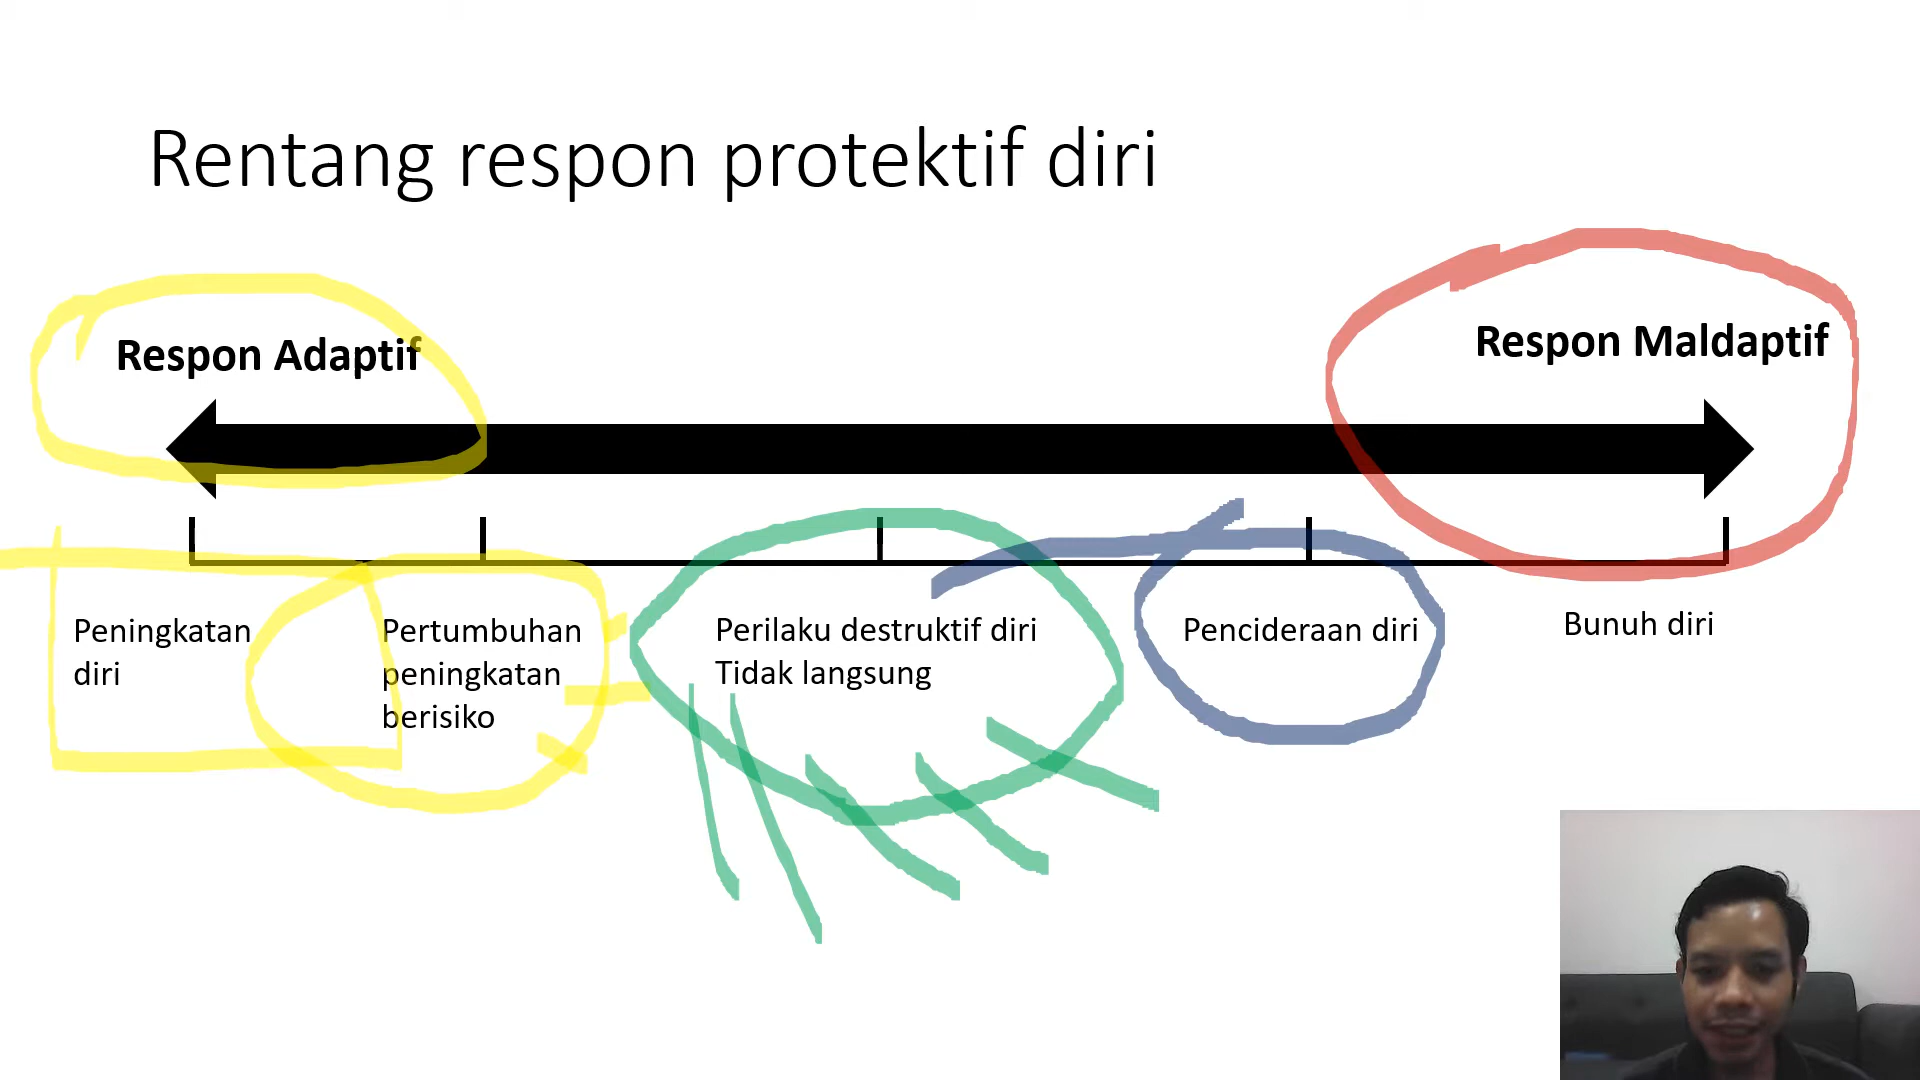 Rentang respon protektif diri
Respon Adaptif
Respon Maldaptif
Peningkatan
diri
Pertumbuhan
peningkatan
berisiko
Perilaku destruktif diri
Tidak langsung
Pencideraan diri
Bunuh diri